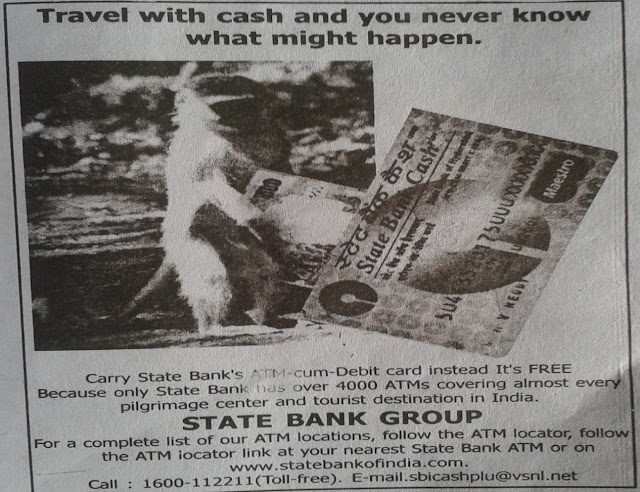 Travel with cash and you never know
what might happen.
स्टेट बैंक कैश
State Bank Cash
Maestro
Carry State Bank's ATM-cum-Debit card instead It's FREE
Because only State Bank has over 4000 ATMs covering almost every
pilgrimage center and tourist destination in India.
STATE BANK GROUP
For a complete list of our ATM locations, follow the ATM locator, follow
the ATM iocator link at your nearest State Bank ATM or on
www.statebankofindia.com.
Call : 1600-112211(Toll-free). E-mail.sbicashplu@vsnl.net